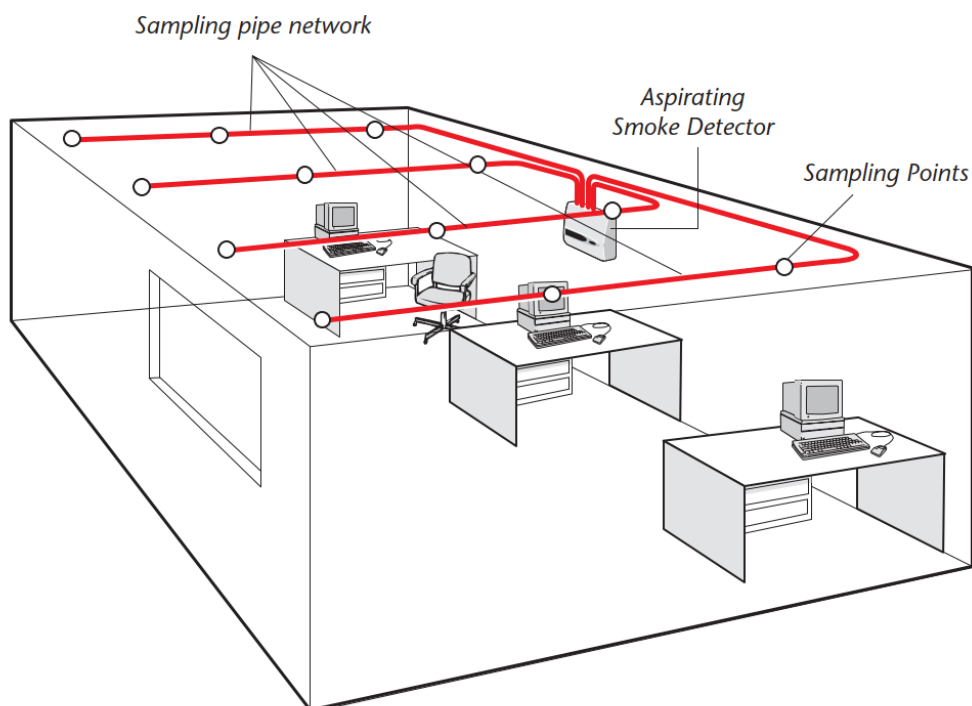 Sampling pipe network
Aspirating
Smoke Detector
Sampling Points